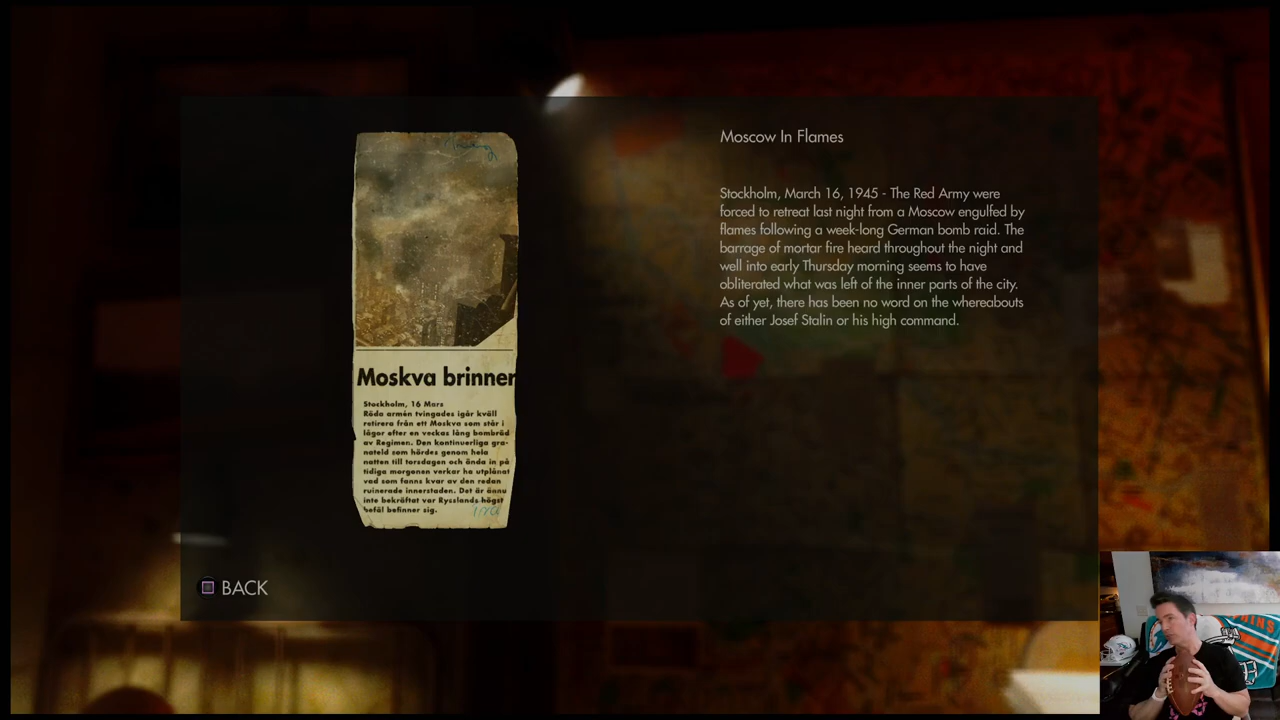 Moscow In Flames
Stockholm, March 16, 1945 - The Red Army were
forced to retreat last night from a Moscow engulfed by
flames following a week-long German bomb raid. The
barrage of mortar fire heard throughout the night and
well into early Thursday morning seems to have
obliterated what was left of the inner parts of the city.
As of yet, there has been no word on the whereabouts
of either Josef Stalin or his high command.
Moskva brinner
Stockholm, 16 Mars
Röda armén tvingades igår kväll
retirera från ett Moskva som står i
lågor efter en veckas lång bombräd
av Regimen. Den kontinuerliga gra-
nateld som hördes genom hela
natten till torsdagen och ända in på
tidiga morgonen verkar ha utplånat
vad som fanns kvar av den redan
ruinerade innerstaden. Det är ännu
inte bekräftat var Rysslands högst
befäl befinner sig.
BACK